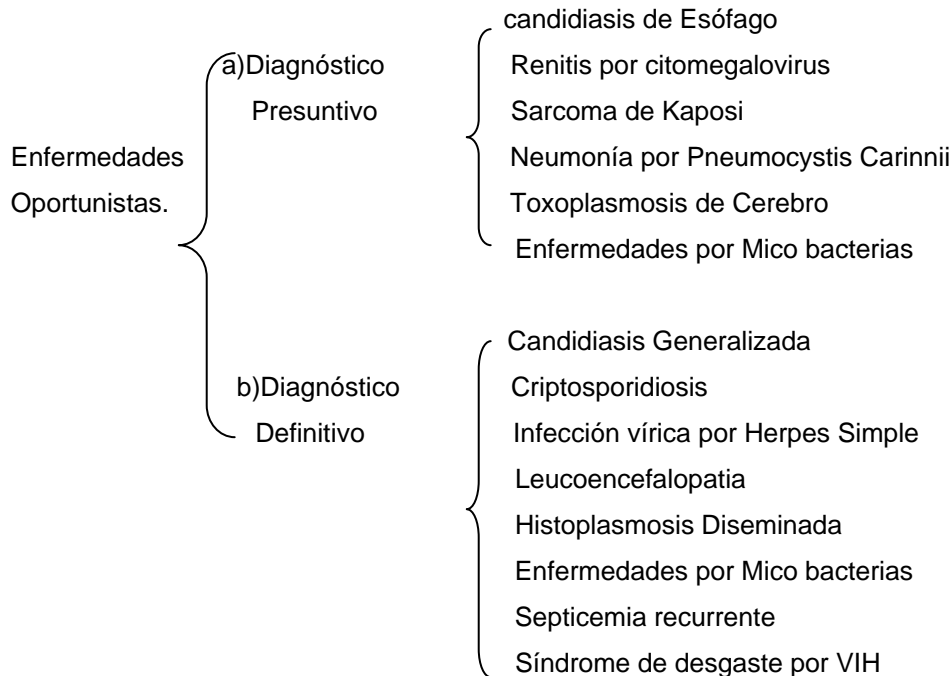 Enfermedades
Oportunistas.
a)Diagnóstico
Presuntivo
candidiasis de Esófago
Renitis por citomegalovirus
Sarcoma de Kaposi
Neumonía por Pneumocystis Carinnii
Toxoplasmosis de Cerebro
Enfermedades por Mico bacterias
b)Diagnóstico
Definitivo
Candidiasis Generalizada
Criptosporidiosis
Infección vírica por Herpes Simple
Leucoencefalopatia
Histoplasmosis Diseminada
Enfermedades por Mico bacterias
Septicemia recurrente
Síndrome de desgaste por VIH